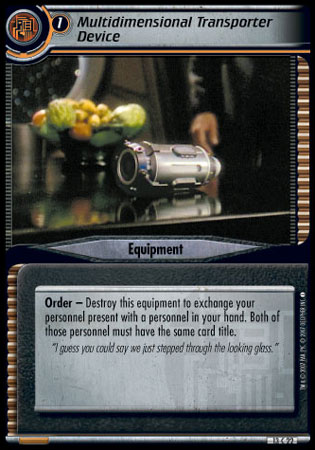 1
Multidimensional Transporter
Device
Equipment
Order – Destroy this equipment to exchange your
personnel present with a personnel in your hand. Both of
those personnel must have the same card title.
"I guess you could say we just stepped through the looking glass."
13 C 22